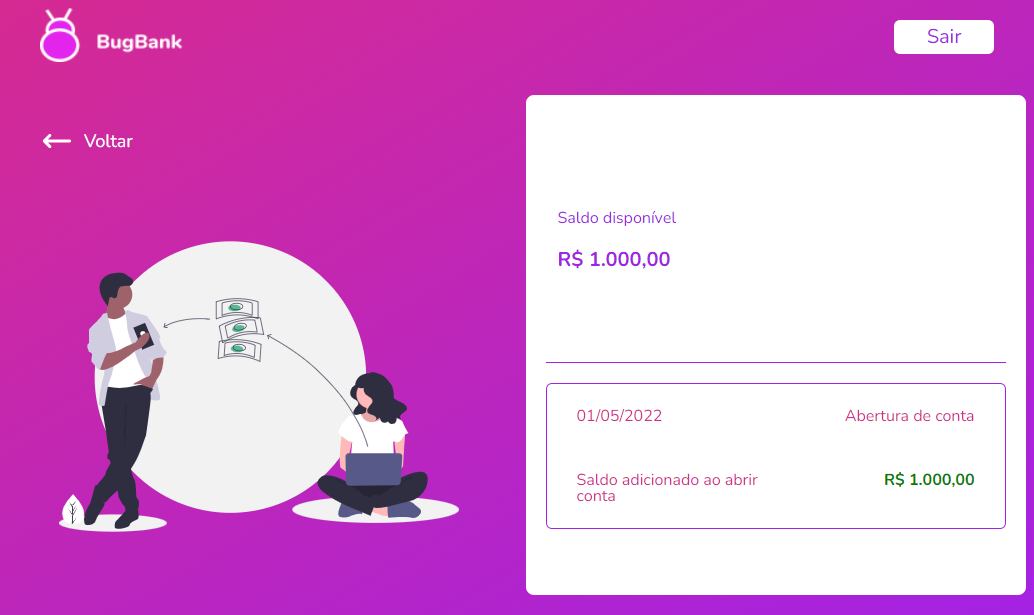 BugBank
Sair
Voltar
Saldo disponível
R$ 1.000,00
01/05/2022
Abertura de conta
Saldo adicionado ao abrir
conta
R$ 1.000,00